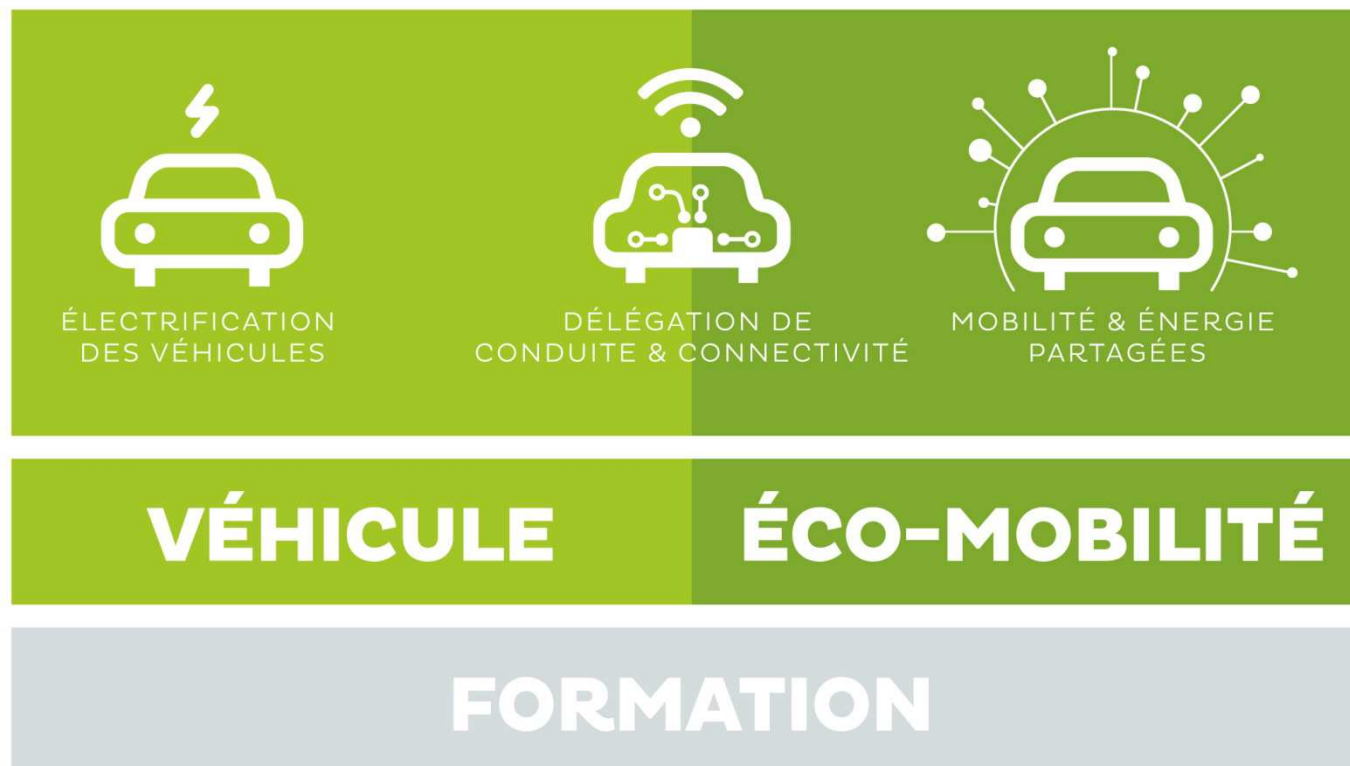 ÉLECTRIFICATION
DES VÉHICULES
DÉLÉGATION DE
CONDUITE & CONNECTIVITÉ
MOBILITÉ & ÉNERGIE
PARTAGÉES
VÉHICULE
ÉCO-MOBILITÉ
FORMATION